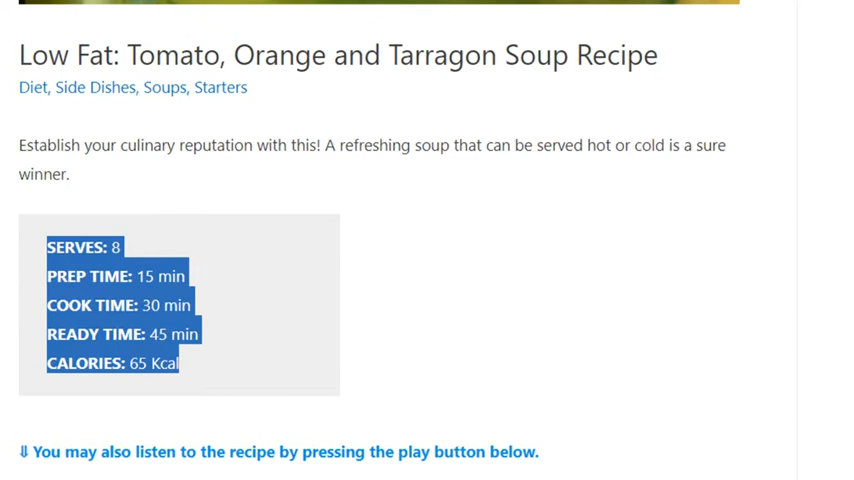 Low Fat: Tomato, Orange and Tarragon Soup Recipe
Diet, Side Dishes, Soups, Starters
Establish your culinary reputation with this! A refreshing soup that can be served hot or cold is a sure
winner.
SERVES: 8
PREP TIME: 15 min
COOK TIME: 30 min
READY TIME: 45 min
CALORIES: 65 Kcal
⇓ You may also listen to the recipe by pressing the play button below.